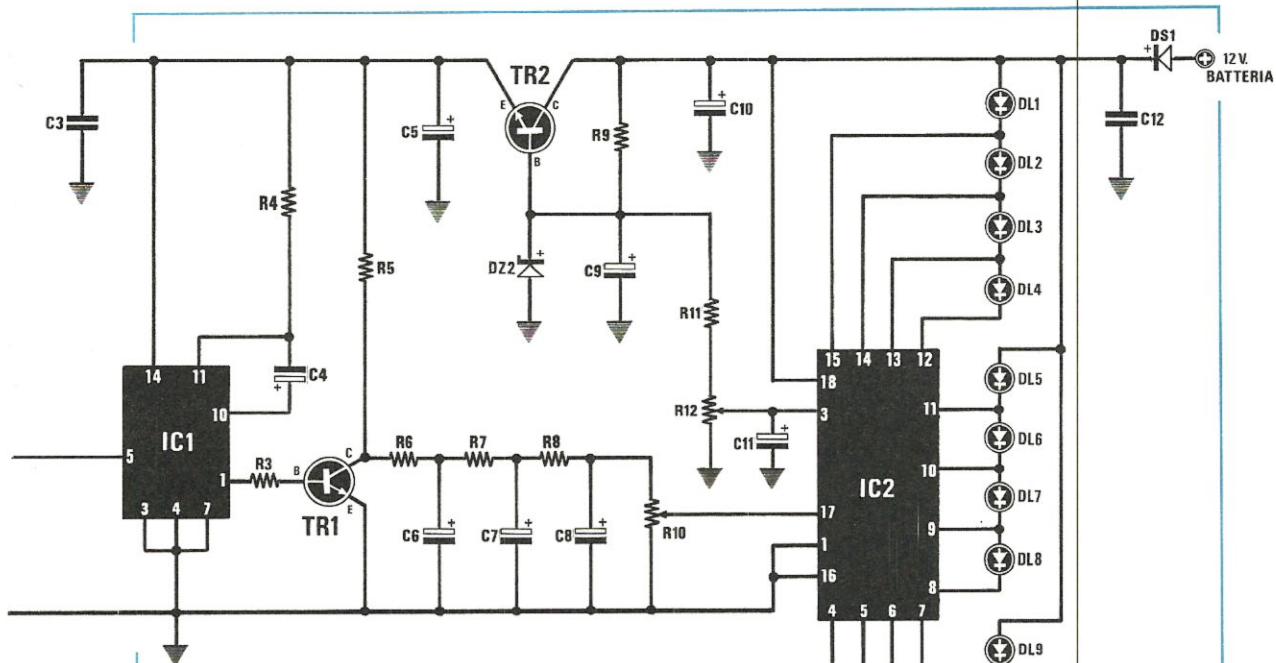 DS1
+
12 V.
BATTERIA
TR2
E
C
B
C3
C5
+
R9
C10
+
DL1
C12
DL2
R4
DL3
R5
DZ2
+
C9
+
DL4
R11
15
14
13
12
14
11
C4
+
18
DL5
R12
3
11
10
C11
+
DL6
IC1
R6
R7
R8
5
R3
B
C
10
1
IC2
DL7
E
TR1
17
9
3
4
7
C6
+
C7
+
C8
+
R10
1
DL8
16
8
4
5
6
7
DL9